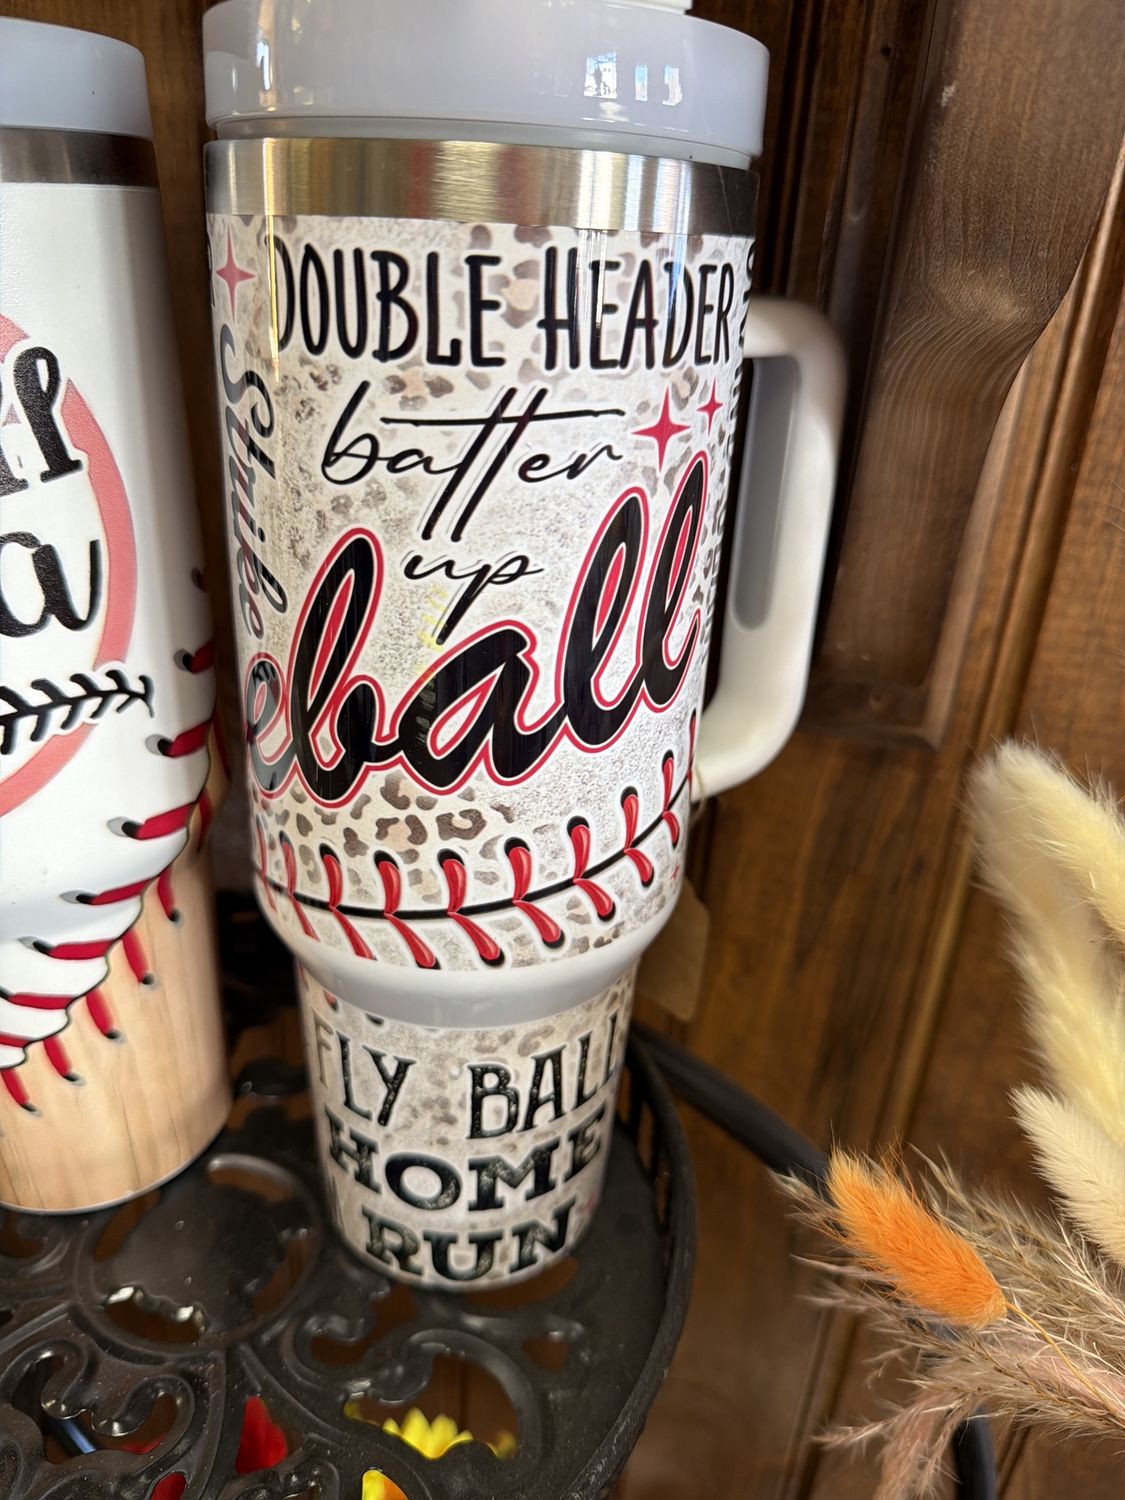 DOUBLE HEADER
Strike
batter
up
eball
FLY BALL
HOME
RUN
a